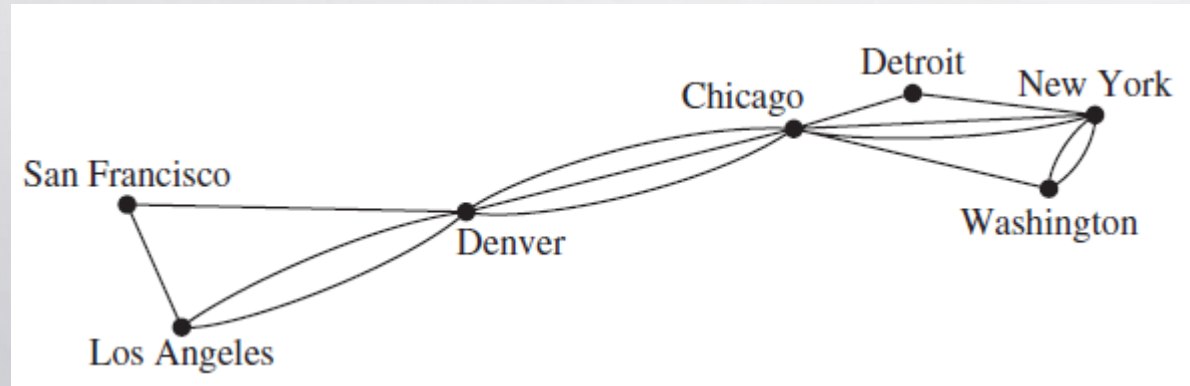 Detroit
New York
Chicago
San Francisco
Washington
Denver
Los Angeles